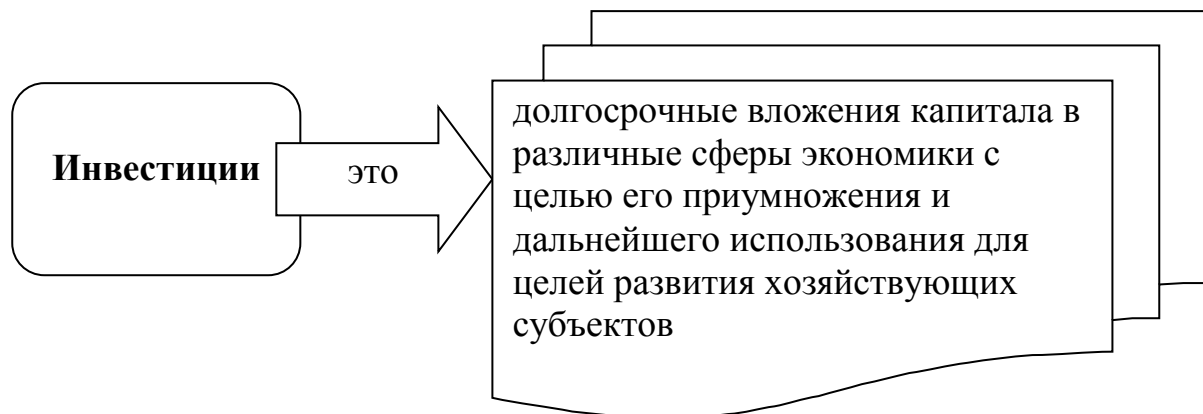 Инвестиции
это
долгосрочные вложения капитала в
различные сферы экономики с
целью его приумножения и
дальнейшего использования для
целей развития хозяйствующих
субъектов